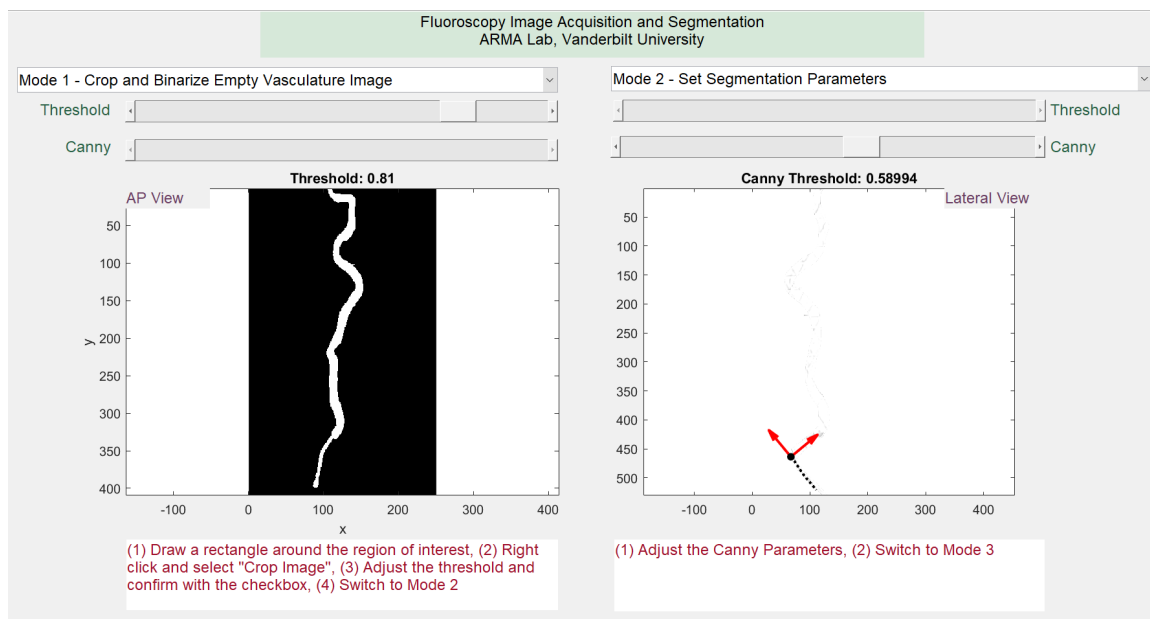 Fluoroscopy Image Acquisition and Segmentation
ARMA Lab, Vanderbilt University
Mode 1 - Crop and Binarize Empty Vasculature Image
Threshold
Canny
Threshold: 0.81
AP View
50
100
150
200
250
300
350
400
y
-100
0
100
200
300
400
x
(1) Draw a rectangle around the region of interest, (2) Right
click and select "Crop Image", (3) Adjust the threshold and
confirm with the checkbox, (4) Switch to Mode 2
Mode 2 - Set Segmentation Parameters
Threshold
Canny
Canny Threshold: 0.58994
Lateral View
50
100
150
200
250
300
350
400
450
500
-100
0
100
200
300
400
(1) Adjust the Canny Parameters, (2) Switch to Mode 3